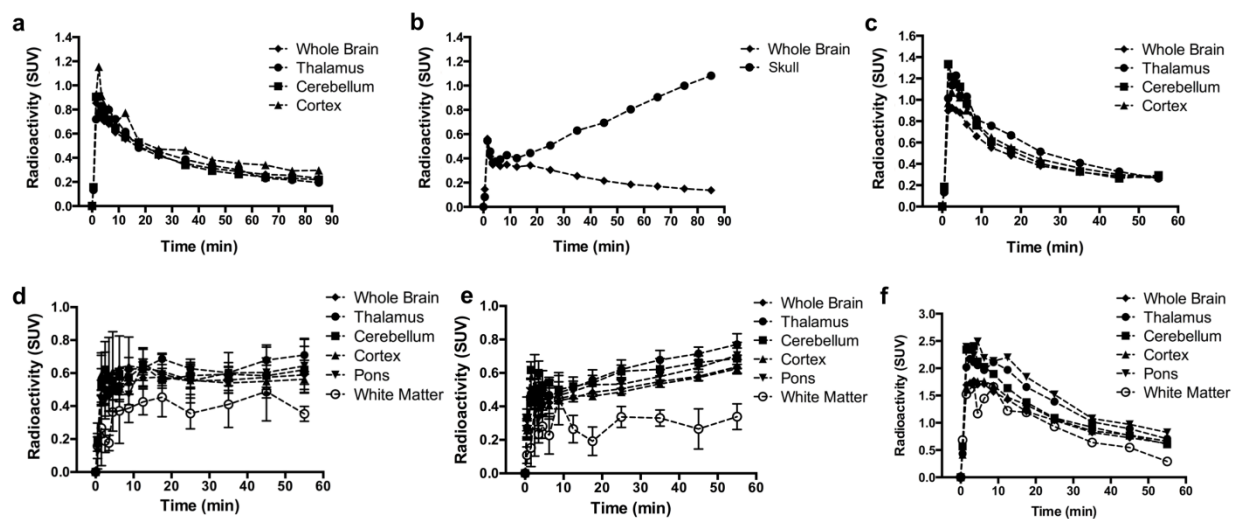 a
Radioactivity (SUV)
1.4
1.2
1.0
0.8
0.6
0.4
0.2
0.0
0 10 20 30 40 50 60 70 80 90
Time (min)
Whole Brain
Thalamus
Cerebellum
Cortex
b
Radioactivity (SUV)
1.4
1.2
1.0
0.8
0.6
0.4
0.2
0.0
0 10 20 30 40 50 60 70 80 90
Time (min)
Whole Brain
Skull
c
Radioactivity (SUV)
1.6
1.4
1.2
1.0
0.8
0.6
0.4
0.2
0.0
0 10 20 30 40 50 60
Time (min)
Whole Brain
Thalamus
Cerebellum
Cortex
d
Radioactivity (SUV)
1.0
0.8
0.6
0.4
0.2
0.0
0 10 20 30 40 50 60
Time (min)
Whole Brain
Thalamus
Cerebellum
Cortex
Pons
White Matter
e
Radioactivity (SUV)
1.0
0.8
0.6
0.4
0.2
0.0
0 10 20 30 40 50 60
Time (min)
Whole Brain
Thalamus
Cerebellum
Cortex
Pons
White Matter
f
Radioactivity (SUV)
2.5
2.0
1.5
1.0
0.5
0.0
0 10 20 30 40 50 60
Time (min)
Whole Brain
Thalamus
Cerebellum
Cortex
Pons
White Matter